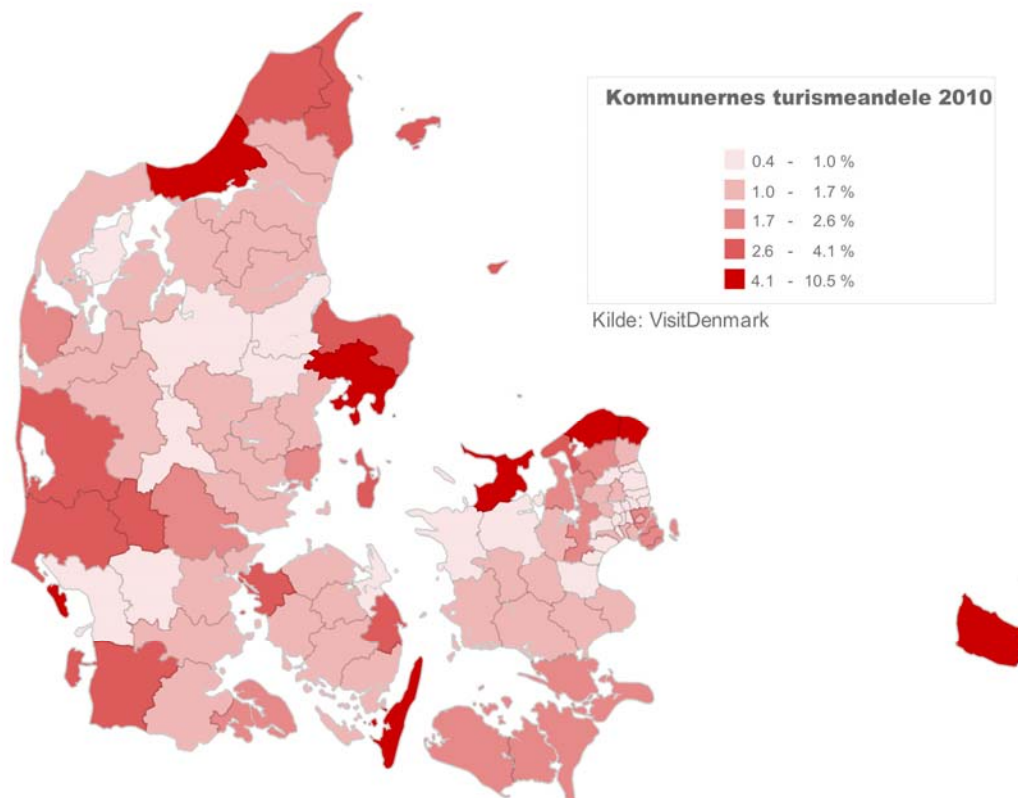 Kommunernes turismeandele 2010
0.4 - 1.0 %
1.0 - 1.7 %
1.7 - 2.6 %
2.6 - 4.1 %
4.1 - 10.5 %
Kilde: VisitDenmark